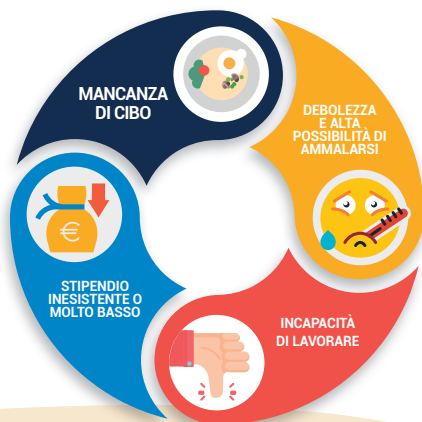 MANCANZA
DI CIBO
DEBOLEZZA
E ALTA
POSSIBILITÀ DI
AMMALARSI
INCAPACITÀ
DI LAVORARE
STIPENDIO
INESISTENTE O
MOLTO BASSO
€